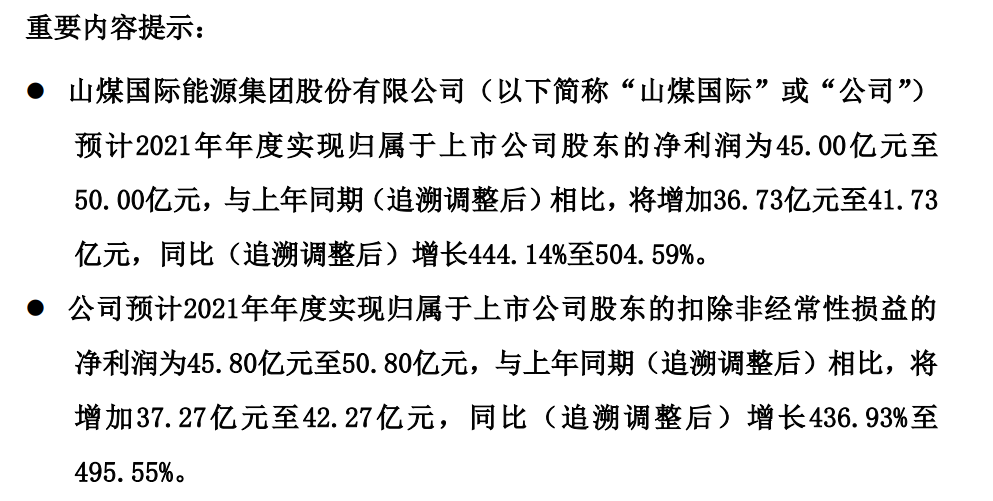 重要内容提示：
● 山煤国际能源集团股份有限公司（以下简称“山煤国际”或“公司”）
预计2021年年度实现归属于上市公司股东的净利润为45.00亿元至
50.00亿元，与上年同期（追溯调整后）相比，将增加36.73亿元至41.73
亿元，同比（追溯调整后）增长444.14%至504.59%。
● 公司预计2021年年度实现归属于上市公司股东的扣除非经常性损益的
净利润为45.80亿元至50.80亿元，与上年同期（追溯调整后）相比，将
增加37.27亿元至42.27亿元，同比（追溯调整后）增长436.93%至
495.55%。